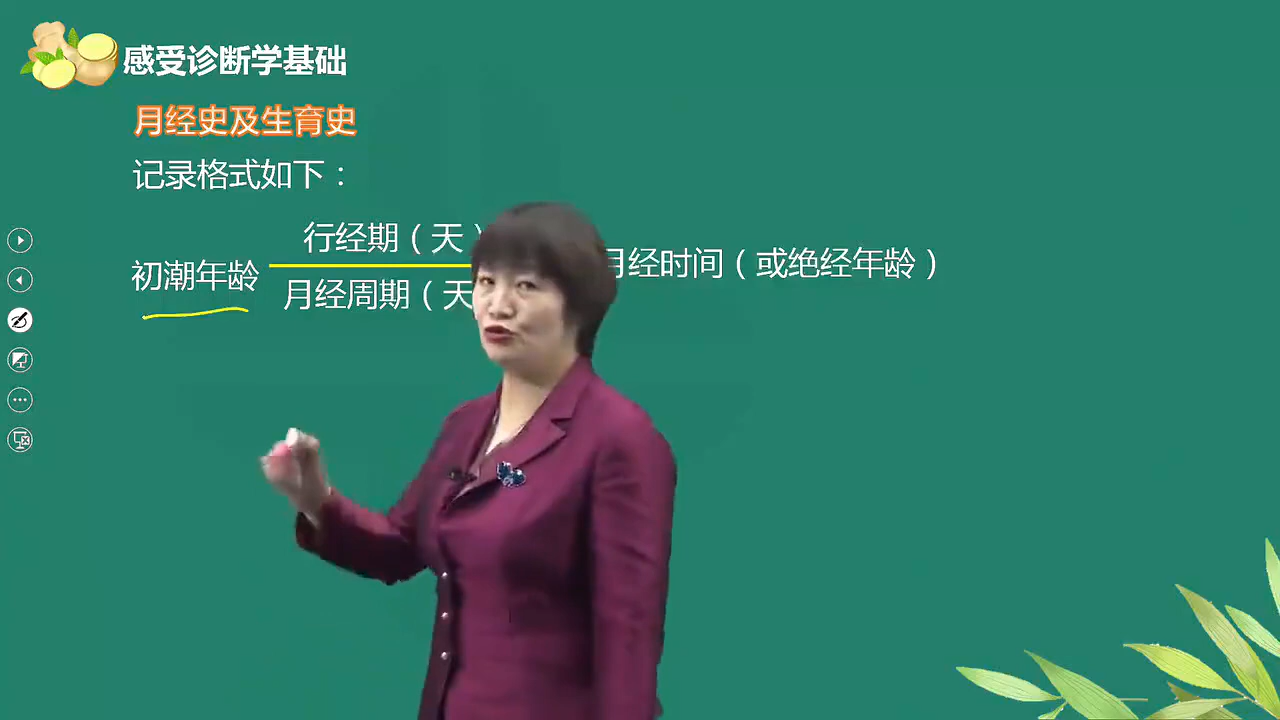 感受诊断学基础
月经史及生育史
记录格式如下：
行经期（天）
初潮年龄 月经时间（或绝经年龄）
月经周期（天